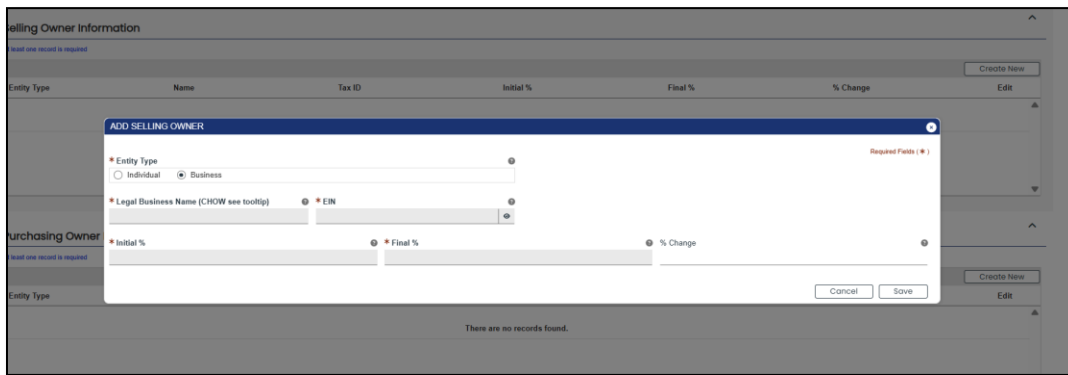 elling Owner Information
least one record is required
Create New
Entity Type Name Tax ID Initial % Final % % Change Edit
ADD SELLING OWNER
Required Fields ( * )
* Entity Type
Individual Business
* Legal Business Name (CHOW see tooltip) * EIN
Purchasing Owner
* Initial % * Final % % Change
least one record is required
Create New
Cancel Save
Entity Type Edit
There are no records found.